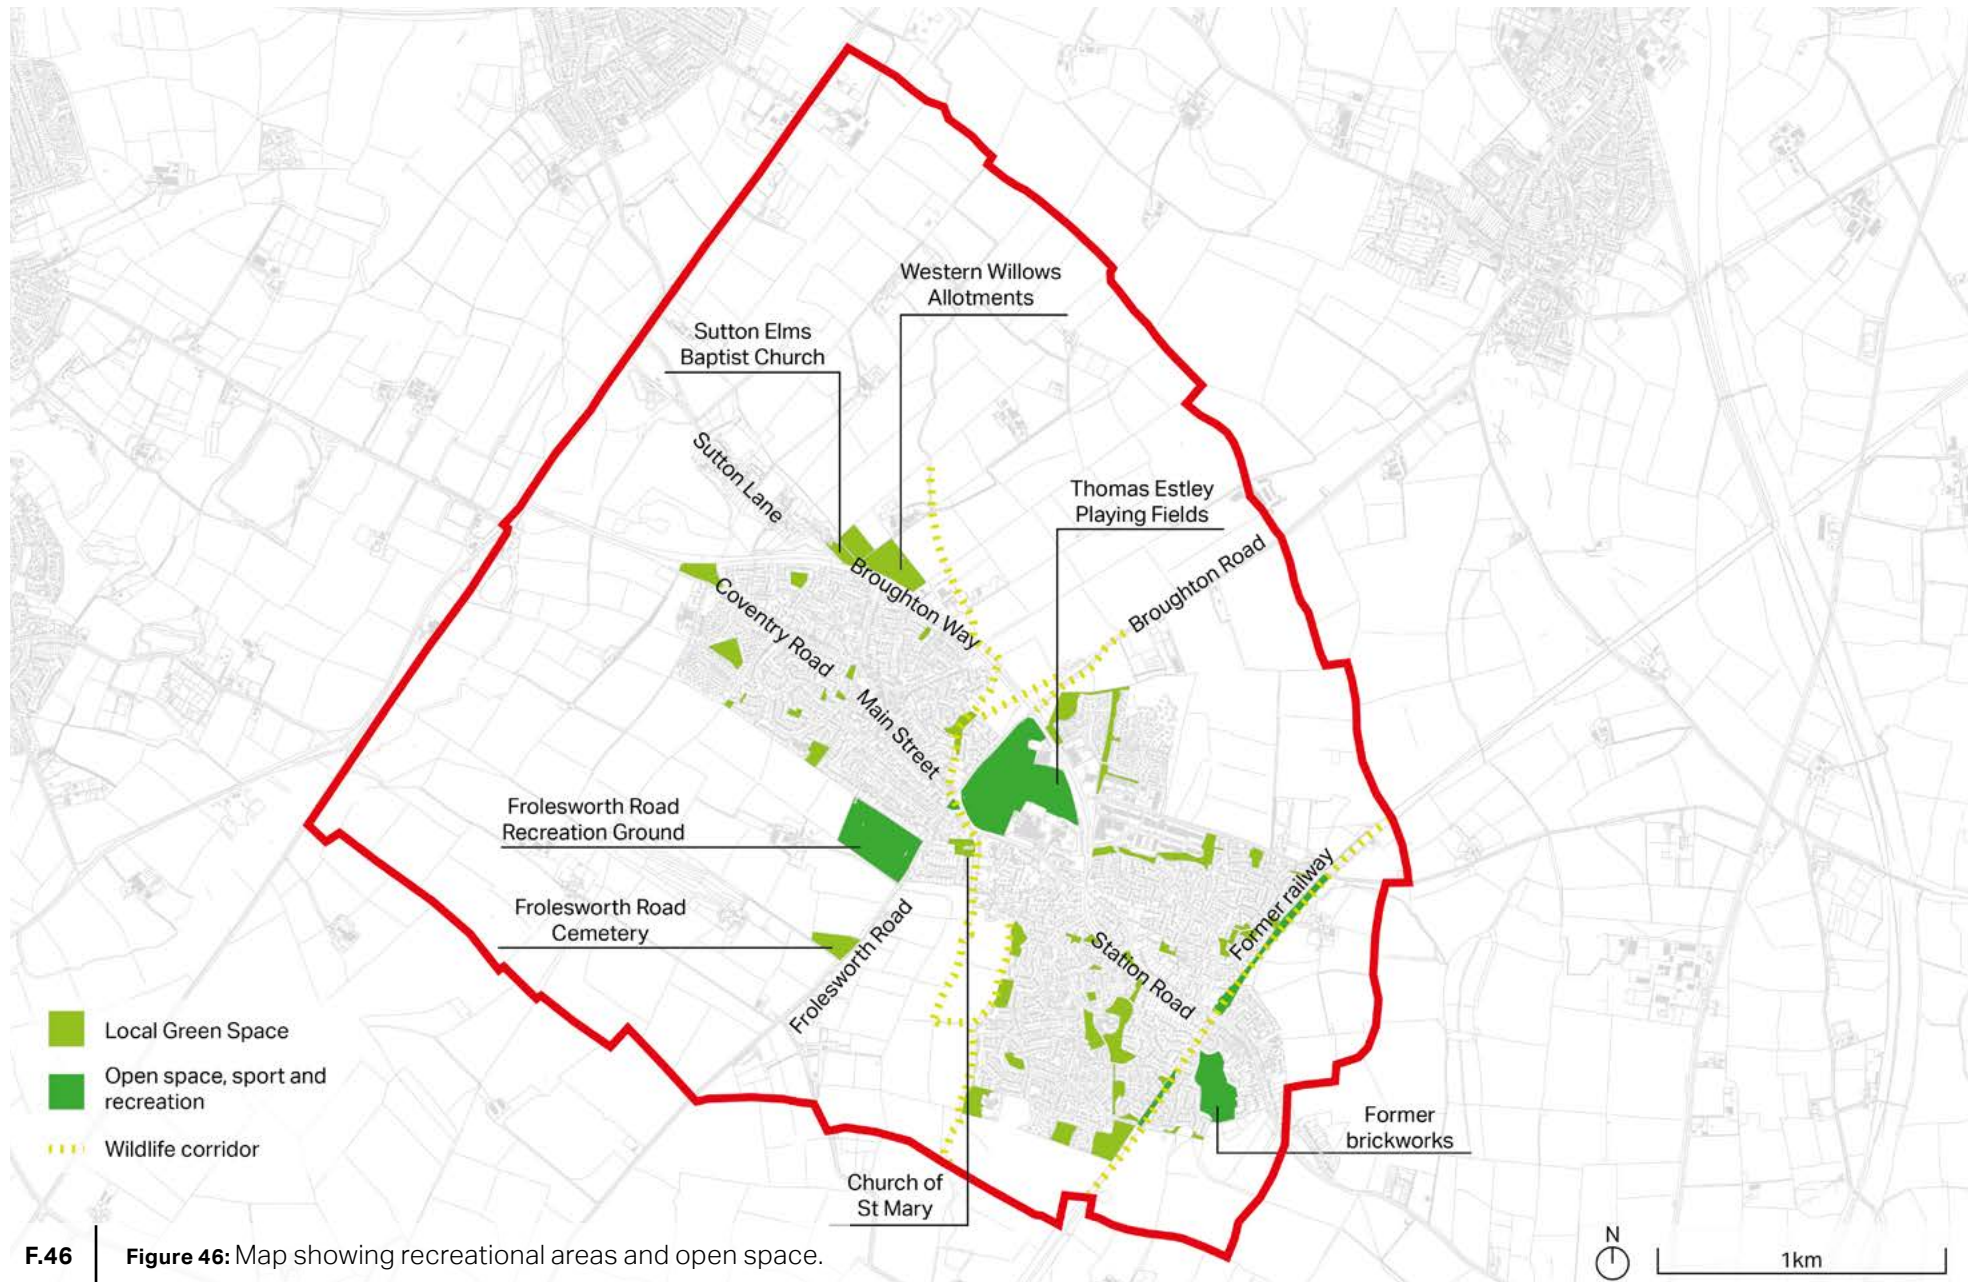 Western Willows
Allotments
Sutton Elms
Baptist Church
Sutton Lane
Thomas Estley
Playing Fields
Broughton Road
Broughton Way
Coventry Road
Main Street
Frolesworth Road
Recreation Ground
Former railway
Frolesworth Road
Cemetery
Frolesworth Road
Station Road
Local Green Space
Open space, sport and
recreation
Wildlife corridor
Former
brickworks
Church of
St Mary
N
1km
F.46
Figure 46: Map showing recreational areas and open space.